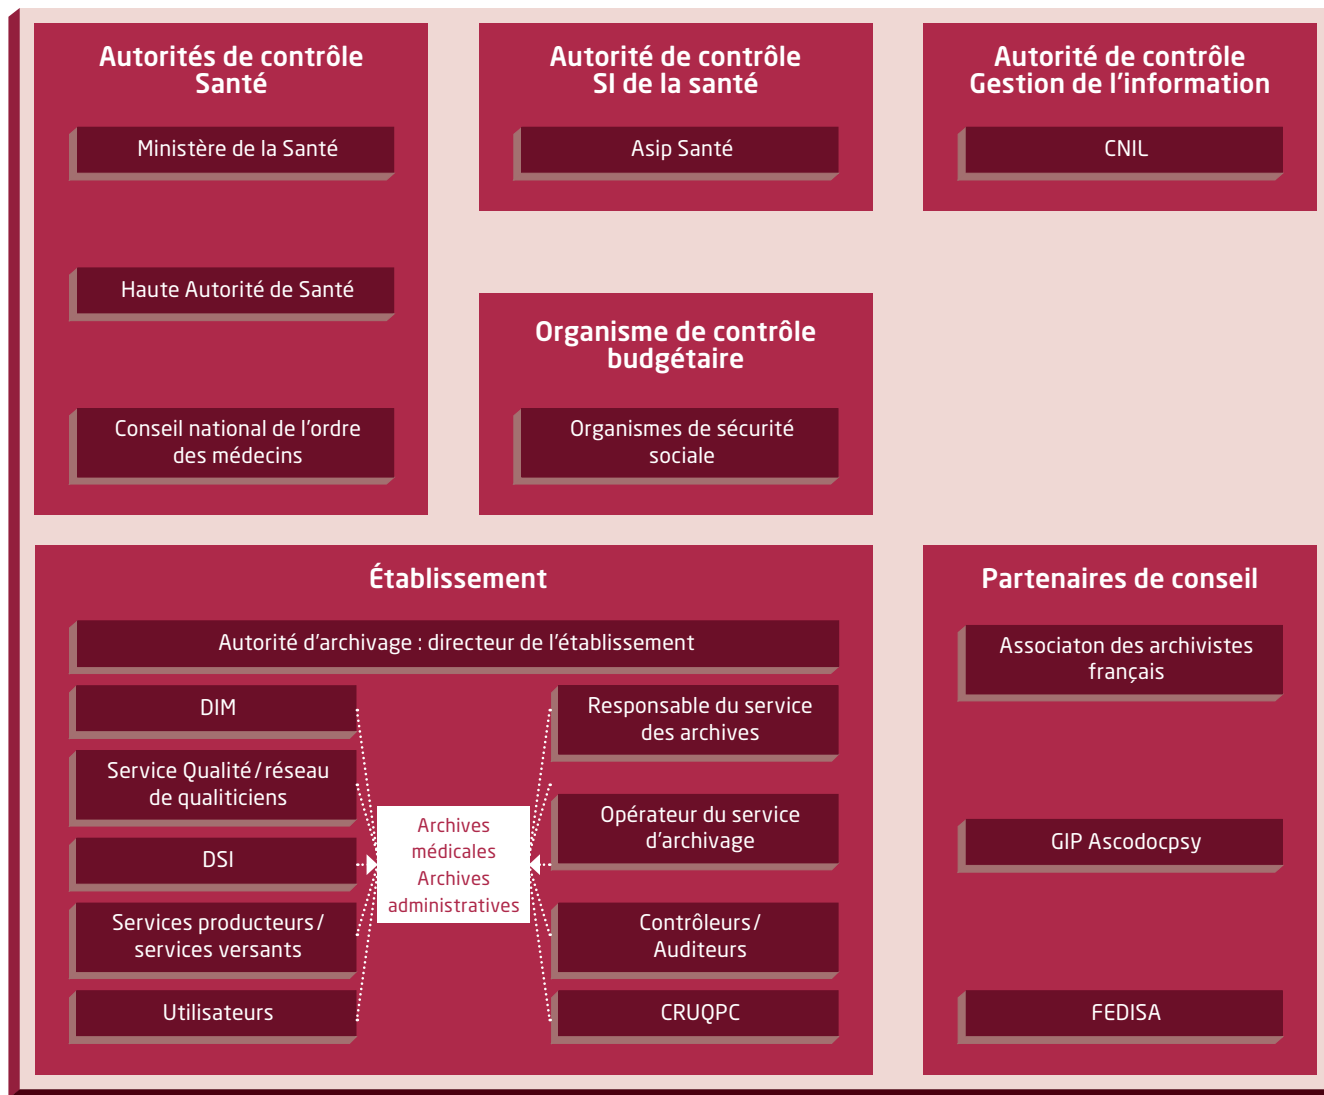 Autorités de contrôle
Santé
Ministère de la Santé
Haute Autorité de Santé
Conseil national de l'ordre
des médecins
Autorité de contrôle
SI de la santé
Asip Santé
Autorité de contrôle
Gestion de l'information
CNIL
Organisme de contrôle
budgétaire
Organismes de sécurité
sociale
Établissement
Autorité d'archivage : directeur de l'établissement
DIM
Service Qualité / réseau
de qualiticiens
DSI
Services producteurs /
services versants
Utilisateurs
Archives
médicales
Archives
administratives
Responsable du service
des archives
Opérateur du service
d'archivage
Contrôleurs /
Auditeurs
CRUQPC
Partenaires de conseil
Associaton des archivistes
français
GIP Ascodocpsy
FEDISA